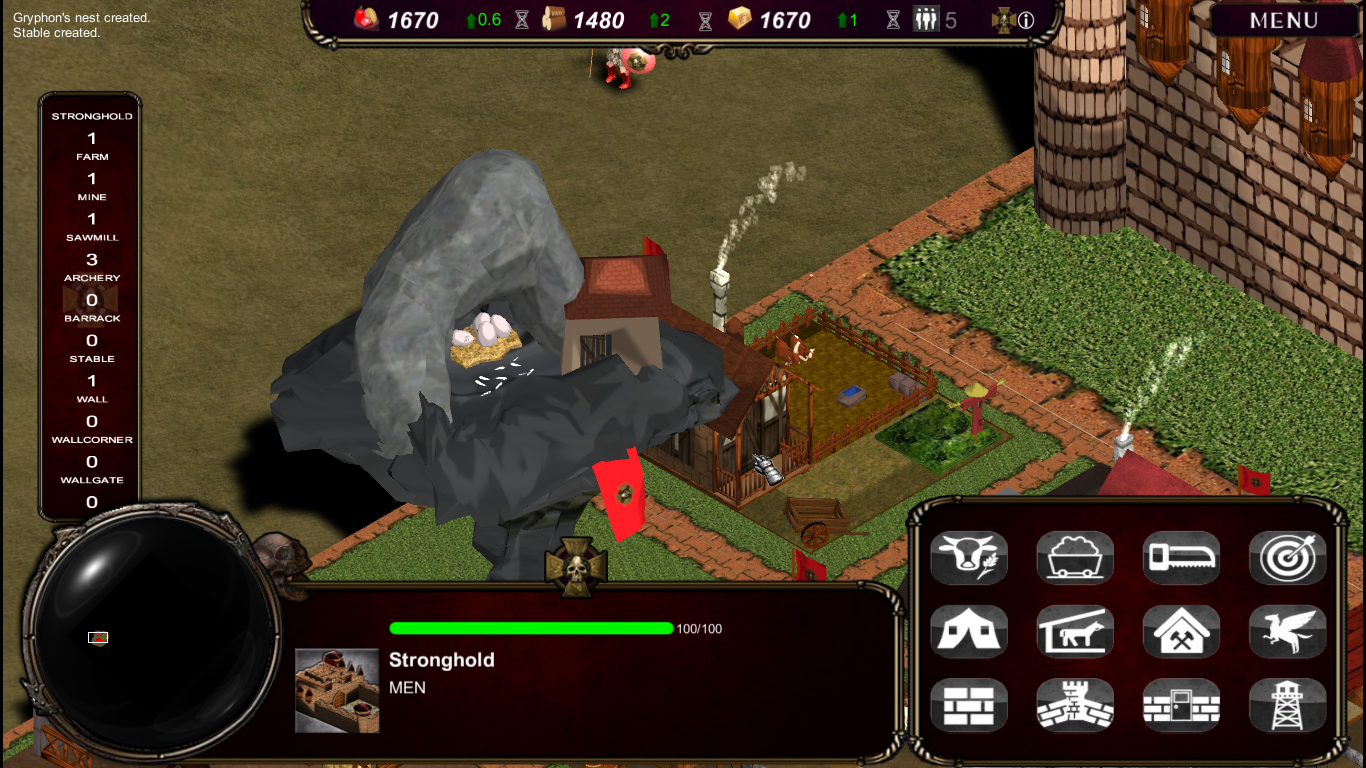 Gryphon's nest created.
Stable created.
1670 0.6 1480 2 1670 1 5 i MENU
STRONGHOLD
1
FARM
1
MINE
1
SAWMILL
3
ARCHERY
0
BARRACK
0
STABLE
1
WALL
0
WALLCORNER
0
WALLGATE
0
100/100
Stronghold
MEN